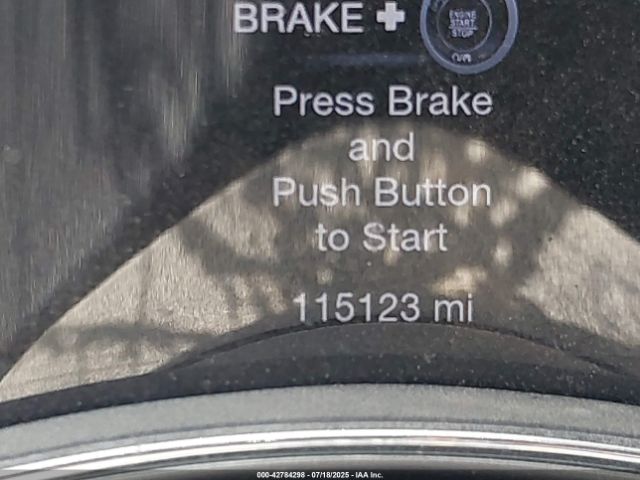 BRAKE +
ENGINE
START
STOP
Press Brake
and
Push Button
to Start
115123 mi
000-42784298 - 07/18/2025 - IAA Inc.